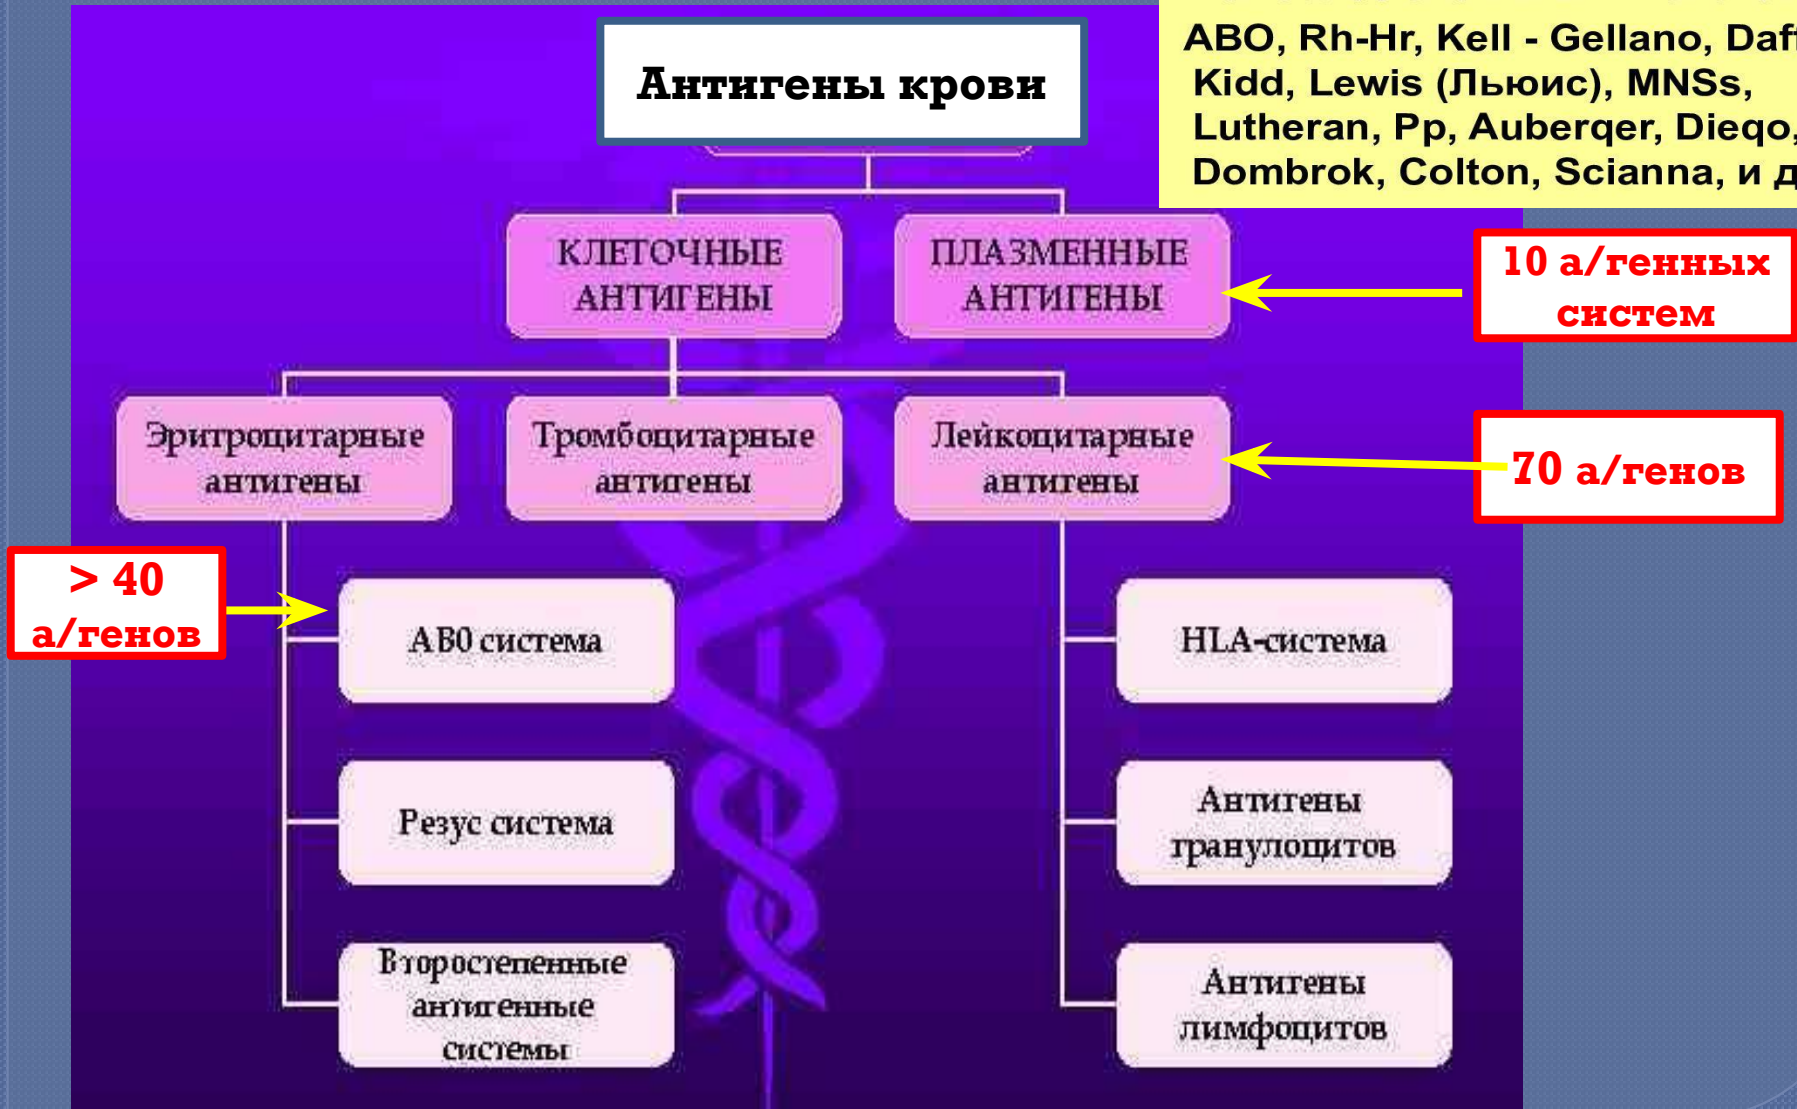 Антигены крови
ABO, Rh-Hr, Kell - Gellano,
Kidd, Lewis (Льюис), MNSs,
Lutheran, Pp, Auberqer, Dieqo,
Dombrok, Colton, Scianna, и
КЛЕТОЧНЫЕ
АНТИГЕНЫ
ПЛАЗМЕННЫЕ
АНТИГЕНЫ
10 а/генных
систем
Эритроцитарные
антигены
Тромбоцитарные
антигены
Лейкоцитарные
антигены
70 а/генов
> 40
а/генов
АВ0 система
HLA-система
Резус система
Антигены
гранулоцитов
Второстепенные
антигенные
системы
Антигены
лимфоцитов